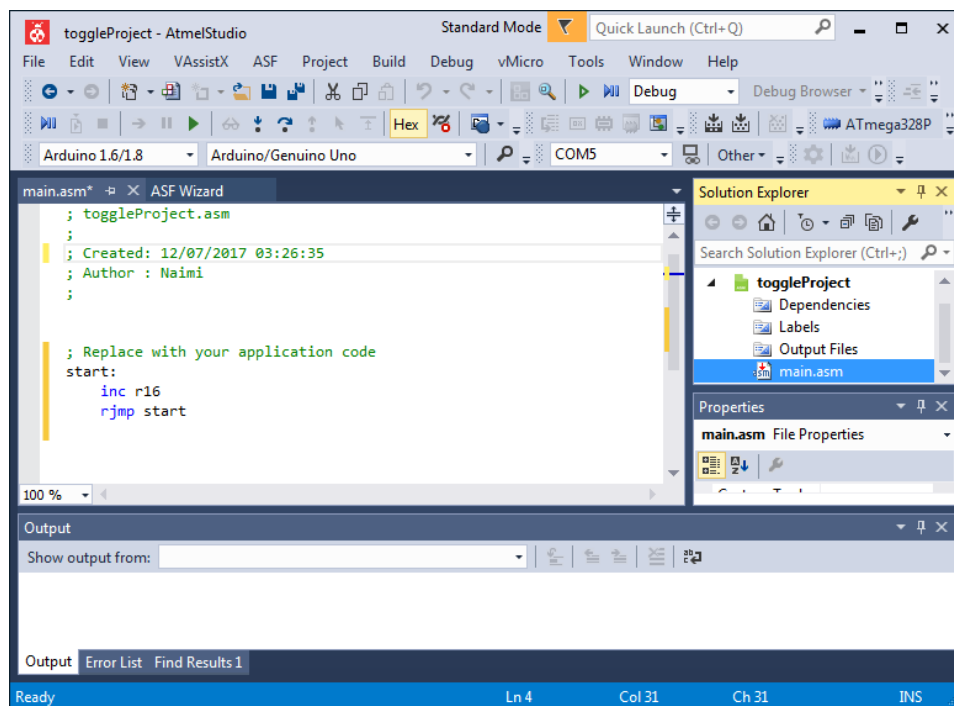 toggleProject - AtmelStudio
Standard Mode
Quick Launch (Ctrl+Q)
File Edit View VAssistX ASF Project Build Debug vMicro Tools Window Help
Debug Debug Browser
Hex ATmega328P
Arduino 1.6/1.8 Arduino/Genuino Uno COM5 Other
main.asm* ASF Wizard
; toggleProject.asm
;
; Created: 12/07/2017 03:26:35
; Author : Naimi
;
; Replace with your application code
start:
inc r16
rjmp start
100 %
Solution Explorer
Search Solution Explorer (Ctrl+;)
toggleProject
Dependencies
Labels
Output Files
main.asm
Properties
main.asm File Properties
Output
Show output from:
Output Error List Find Results 1
Ready Ln 4 Col 31 Ch 31 INS